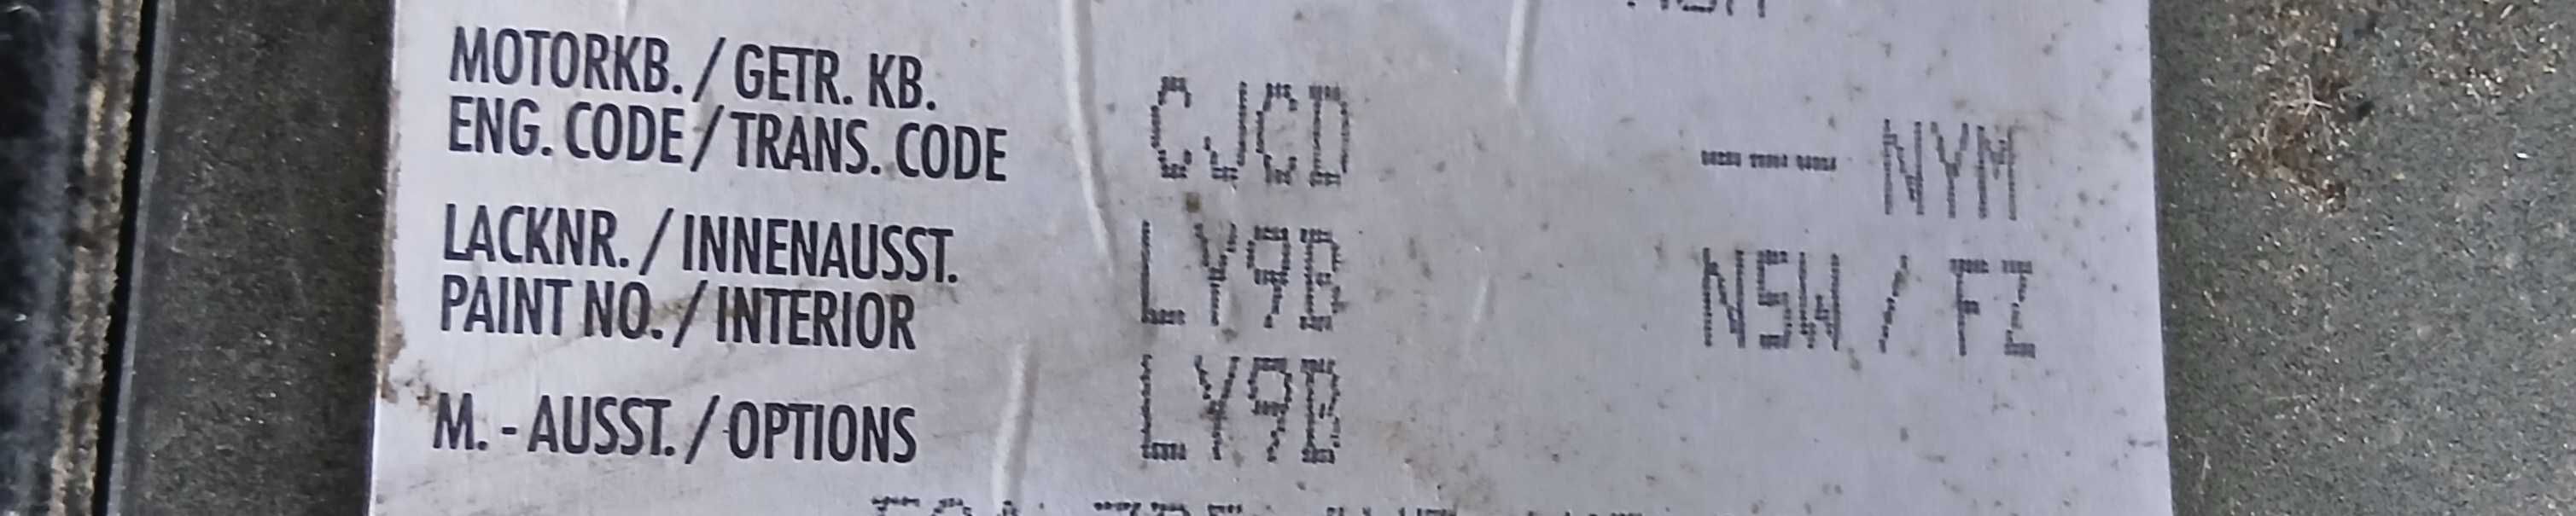 MOTORKB. / GETR. KB.
ENG. CODE / TRANS. CODE CJCD --- NYM
LACKNR. / INNENAUSST.
PAINT NO. / INTERIOR LY9B N5W / FZ
M. - AUSST. / OPTIONS LY9B